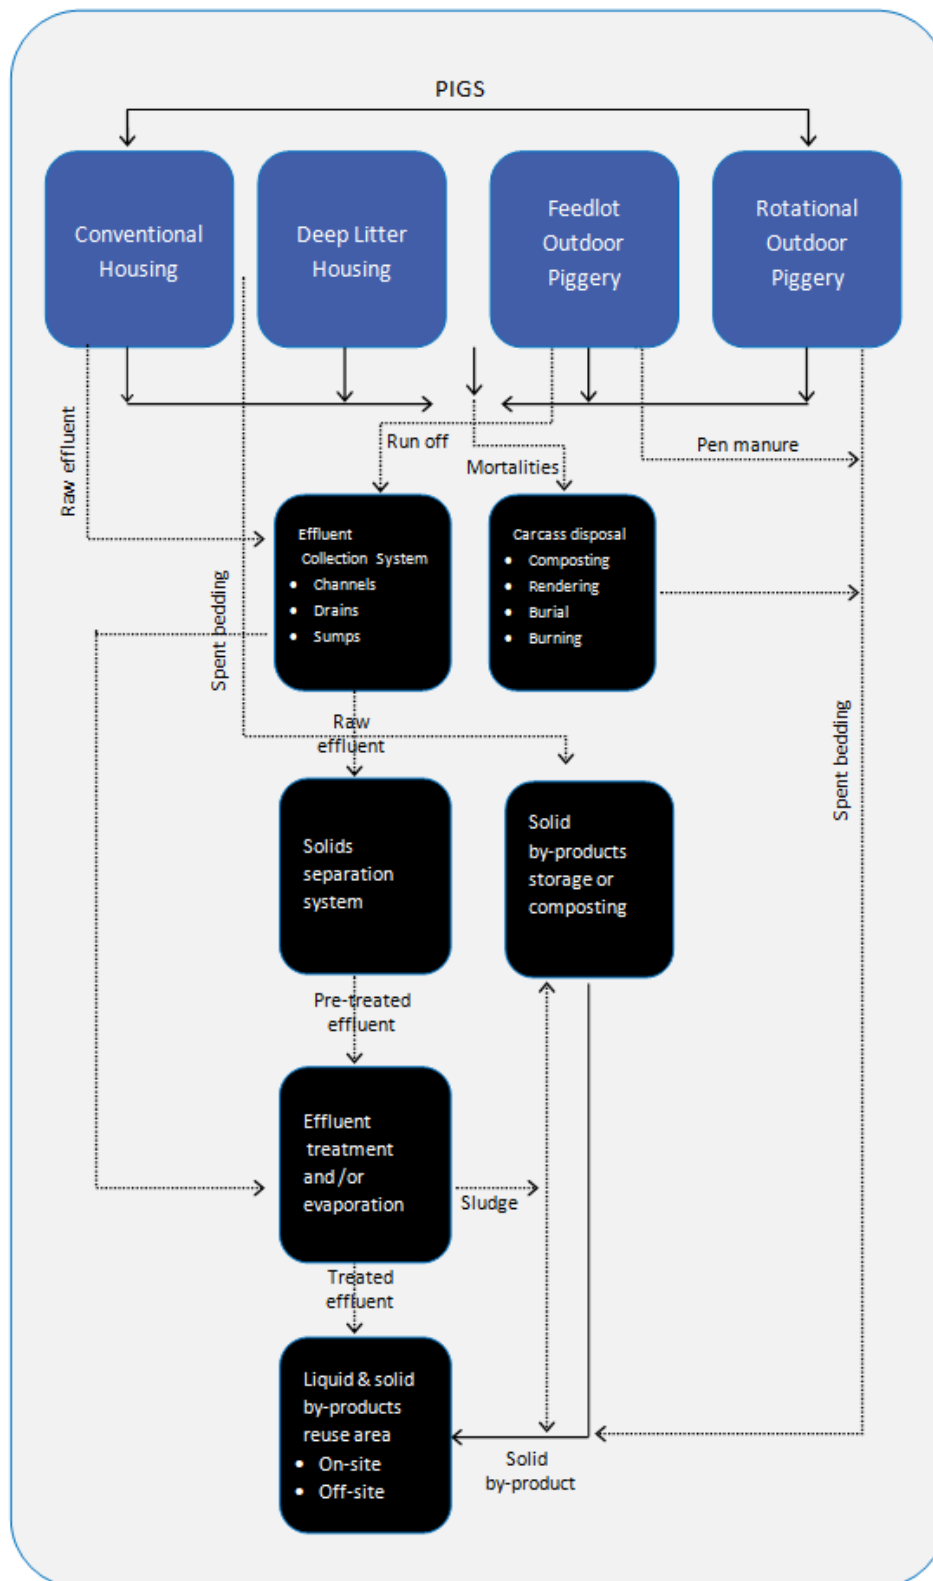 PIGS
Conventional
Housing
Deep Litter
Housing
Feedlot
Outdoor
Piggery
Rotational
Outdoor
Piggery
Raw effluent
Run off
Mortalities
Pen manure
Effluent
Collection System
• Channels
• Drains
• Sumps
Carcass disposal
• Composting
• Rendering
• Burial
• Burning
Spent bedding
Raw
effluent
Spent bedding
Solids
separation
system
Solid
by-products
storage or
composting
Pre-treated
effluent
Effluent
treatment
and /or
evaporation
Sludge
Treated
effluent
Liquid & solid
by-products
reuse area
• On-site
• Off-site
Solid
by-product